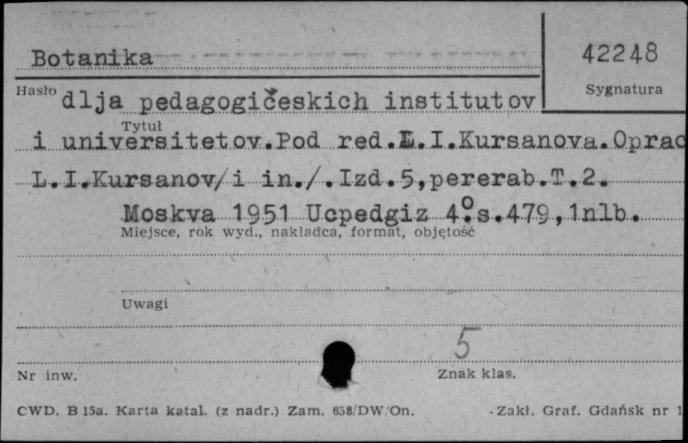 Botanika
42248
Hasło
Sygnatura
dlja pedagogičeskich institutov
Tytuł
i universitetov.Pod red.L.I.Kursanova.Oprac
L.I.Kursanov/i in./.Izd.5,pererab.T.2.
Moskva 1951 Ucpedgiz 4°.s.479,1nlb.
Miejsce, rok wyd., nakładca, format, objętość
Uwagi
5
Nr inw.
Znak klas.
CWD. B 15a. Karta katal. (z nadr.) Zam. 658/DW/On.
Zakł. Graf. Gdańsk nr 1